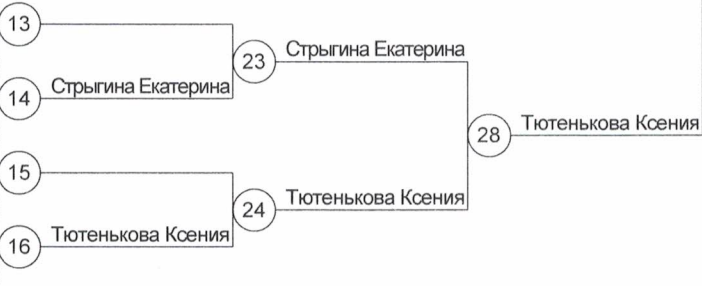 13
Стрыгина Екатерина
23
14
Стрыгина Екатерина
Тютенькова Ксения
28
15
Тютенькова Ксения
24
16
Тютенькова Ксения